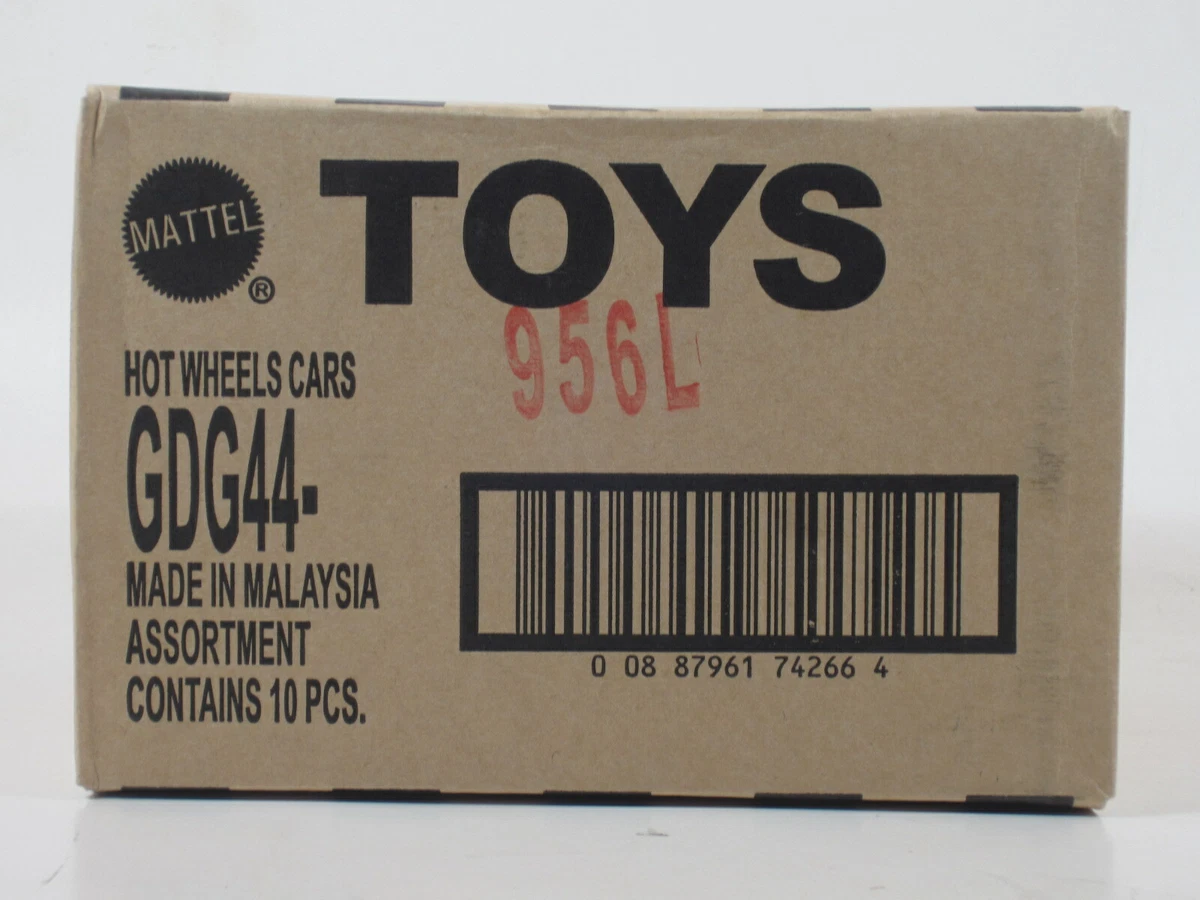 MATTEL
®
TOYS
956L
HOT WHEELS CARS
GDG44-
MADE IN MALAYSIA
ASSORTMENT
CONTAINS 10 PCS.
0 08 87961 74266 4